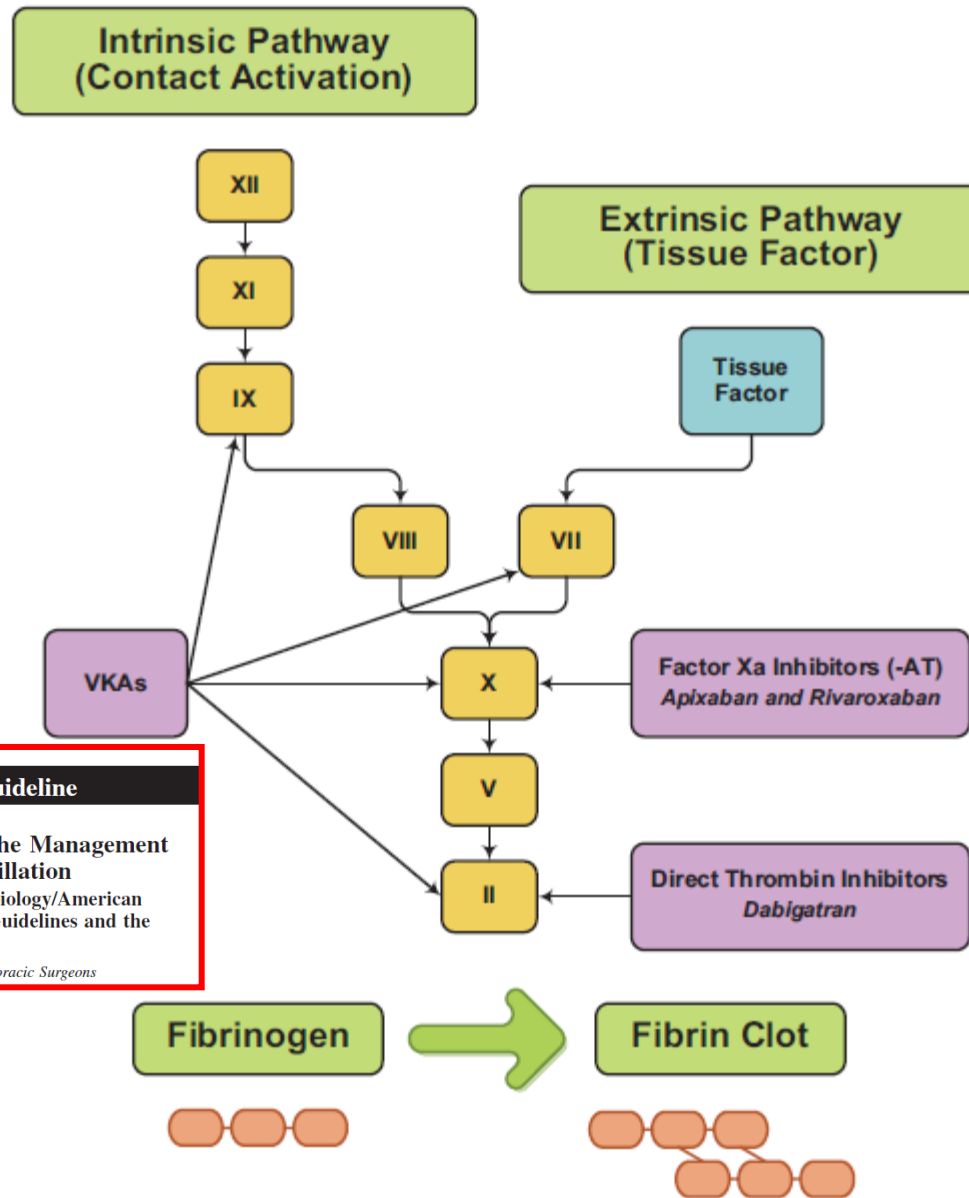 Intrinsic Pathway
(Contact Activation)
XII
Extrinsic Pathway
(Tissue Factor)
XI
Tissue
Factor
IX
VIII
VII
VKAs
X
Factor Xa Inhibitors (-AT)
Apixaban and Rivaroxaban
V
uideline
he Management
illation
iology/American
uidelines and the
oracic Surgeons
II
Direct Thrombin Inhibitors
Dabigatran
Fibrinogen
Fibrin Clot